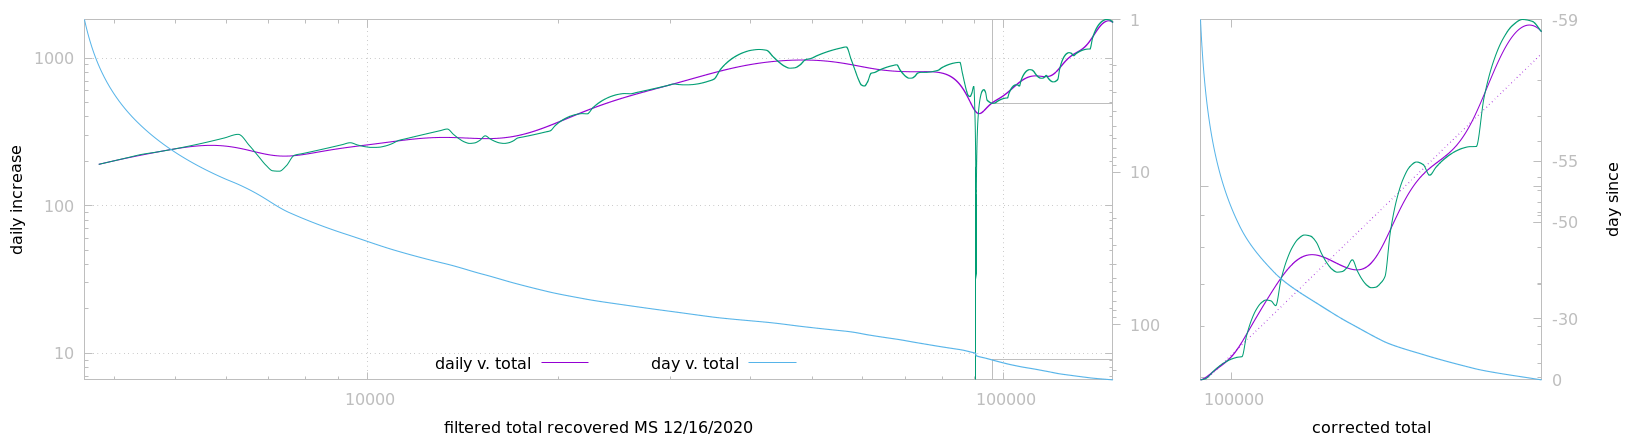 daily increase
1000
100
10
10000
100000
daily v. total
day v. total
filtered total recovered MS 12/16/2020
1
10
100
-59
-55
-50
-30
0
day since
100000
corrected total